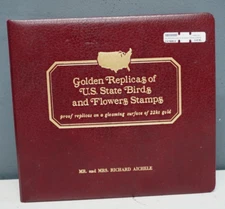 Golden Replicas of
U.S. State Birds
and Flowers Stamps
proof replicas on a gleaming surface of 22kt gold
MR. and MRS. RICHARD AICHELE